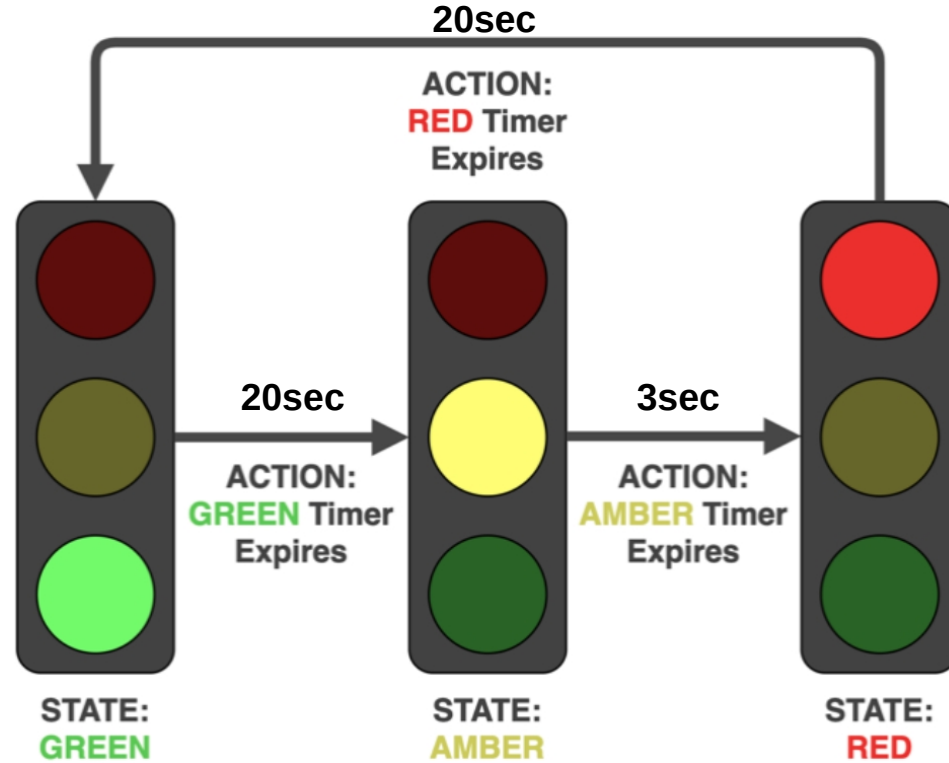 20sec
ACTION:
RED Timer
Expires
20sec
ACTION:
GREEN Timer
Expires
3sec
ACTION:
AMBER Timer
Expires
STATE:
GREEN
STATE:
AMBER
STATE:
RED